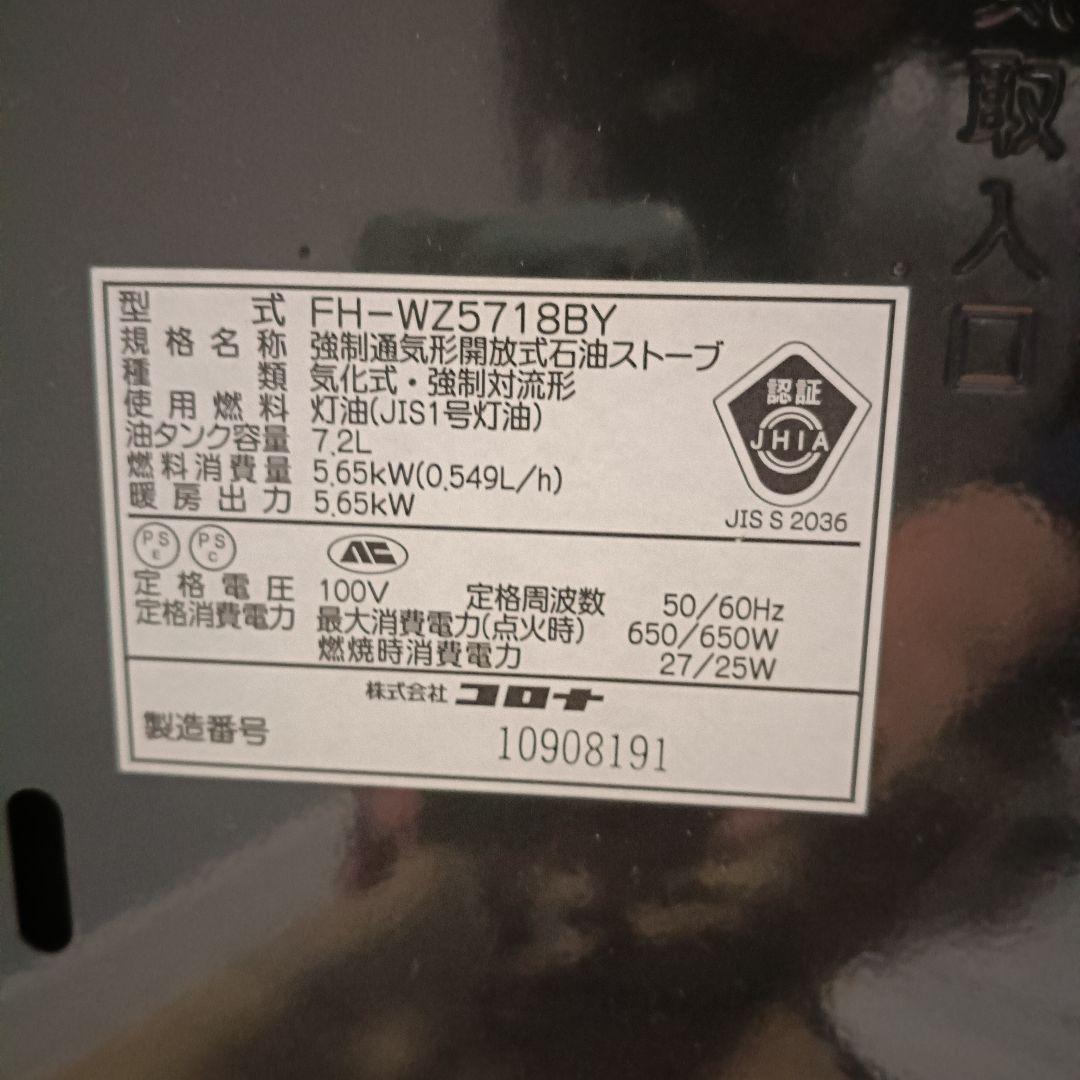 取入口
型式 FH-WZ5718BY
規格名称 強制通気形開放式石油ストーブ
種類 気化式・強制対流形
使用燃料 灯油(JIS1号灯油)
油タンク容量 7.2L
燃料消費量 5.65kW(0.549L/h)
暖房出力 5.65kW
認証
JHIA
JIS S 2036
PS E PS C
定格電圧 100V 定格周波数 50/60Hz
定格消費電力 最大消費電力(点火時) 650/650W
燃焼時消費電力 27/25W
株式会社 コロナ
製造番号 10908191